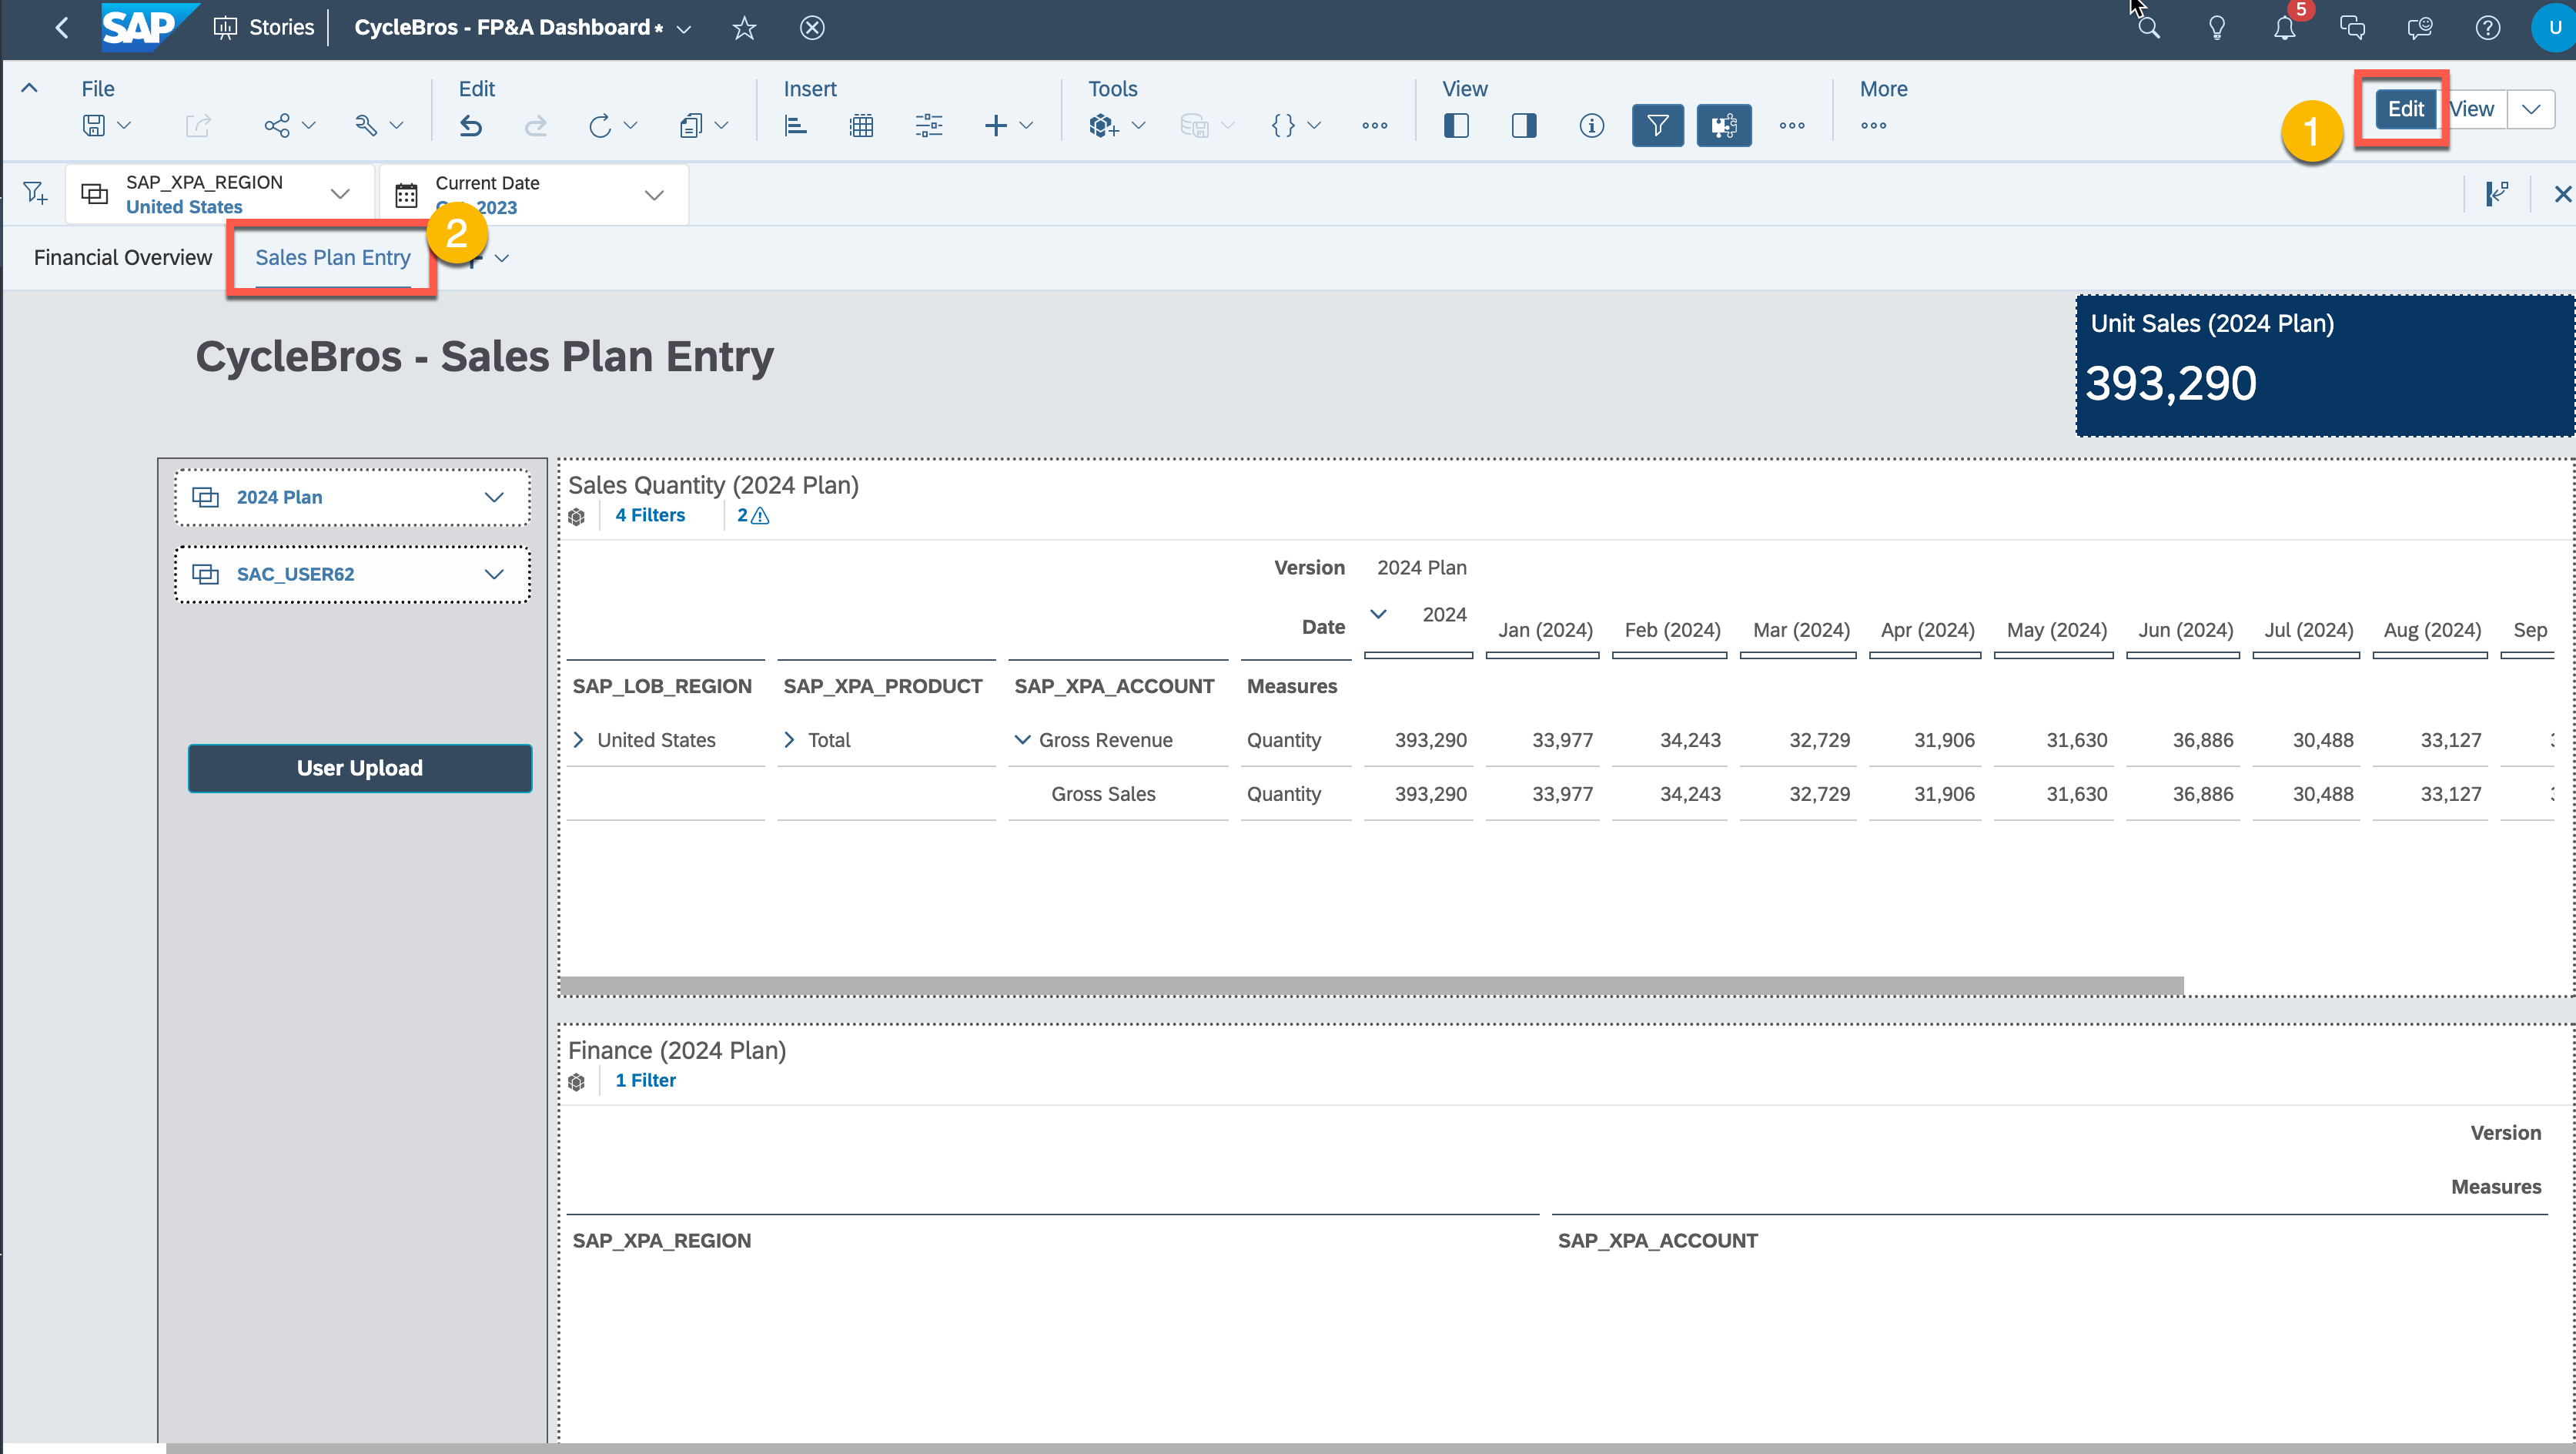 SAP Stories CycleBros - FP&A Dashboard* 5 U
File Edit Insert Tools View More
Edit View
1
SAP_XPA_REGION
United States
Current Date
2023
2
Financial Overview Sales Plan Entry
CycleBros - Sales Plan Entry
Unit Sales (2024 Plan)
393,290
2024 Plan
SAC_USER62
User Upload
Sales Quantity (2024 Plan)
4 Filters 2
Version 2024 Plan
Date 2024 Jan (2024) Feb (2024) Mar (2024) Apr (2024) May (2024) Jun (2024) Jul (2024) Aug (2024) Sep
SAP_LOB_REGION SAP_XPA_PRODUCT SAP_XPA_ACCOUNT Measures
United States Total Gross Revenue Quantity 393,290 33,977 34,243 32,729 31,906 31,630 36,886 30,488 33,127
Gross Sales Quantity 393,290 33,977 34,243 32,729 31,906 31,630 36,886 30,488 33,127
Finance (2024 Plan)
1 Filter
Version
Measures
SAP_XPA_REGION SAP_XPA_ACCOUNT